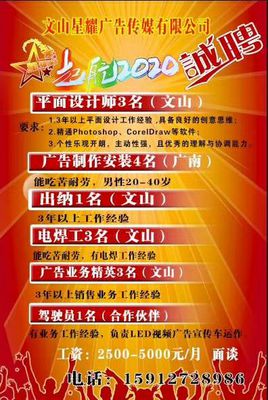 文山星耀广告传媒有限公司
起航2020
誠聘
平面设计师3名(文山)
要求:
1.3年以上平面设计工作经验,具备良好的创意思维;
2.精通Photoshop、CorelDraw等软件;
3.个性乐观开朗,主动性强,且优秀的理解与协调能力。
广告制作安装4名(广南)
能吃苦耐劳,男性20-40岁
出纳1名(文山)
3年以上工作经验
电焊工3名(文山)
能吃苦耐劳,有电焊工作经验
广告业务精英3名(文山)
3年以上销售业务工作经验
驾驶员1名(合作伙伴)
有业务工作经验,负责LED视频广告宣传车运作.
工资:2500-5000元/月 面谈
电话:15912728986